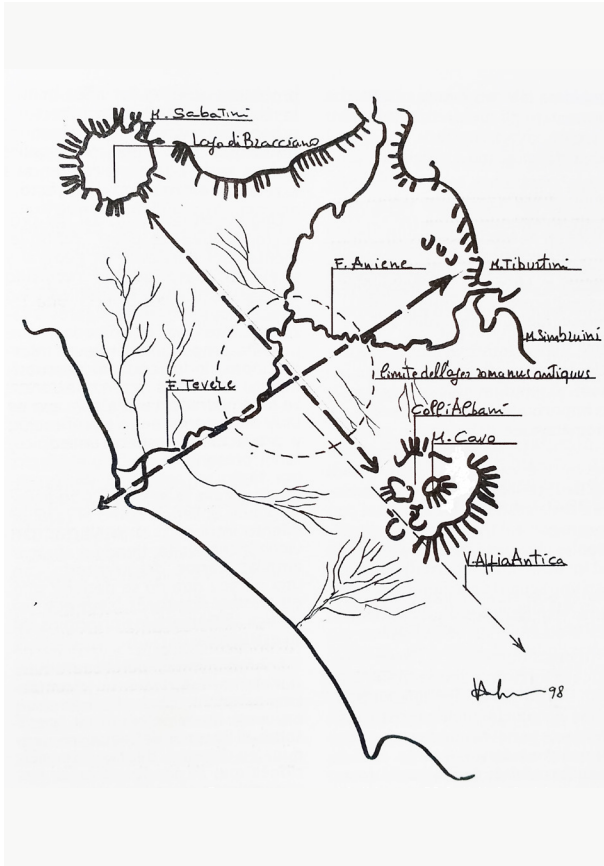 M. Sabatini
Lago di Bracciano
F. Aniene
M. Tiburtini
M. Simbruini
limite dell'ager romanus antiquus
F. Tevere
Colli Albani
M. Cavo
V. Appia Antica
98